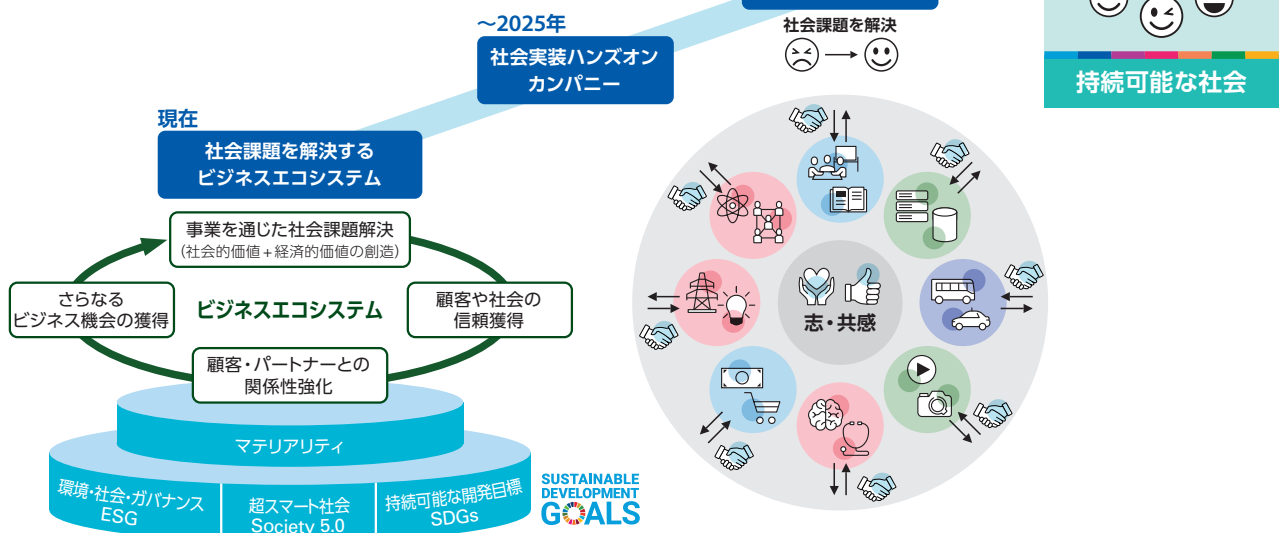 ~2025年
社会実装ハンズオン
カンパニー
社会課題を解決
持続可能な社会
現在
社会課題を解決する
ビジネスエコシステム
事業を通じた社会課題解決
(社会的価値+経済的価値の創造)
さらなる
ビジネス機会の獲得
ビジネスエコシステム
顧客や社会の
信頼獲得
顧客・パートナーとの
関係性強化
志・共感
マテリアリティ
環境・社会・ガバナンス
ESG
超スマート社会
Society 5.0
持続可能な開発目標
SDGs
SUSTAINABLE
DEVELOPMENT
GOALS